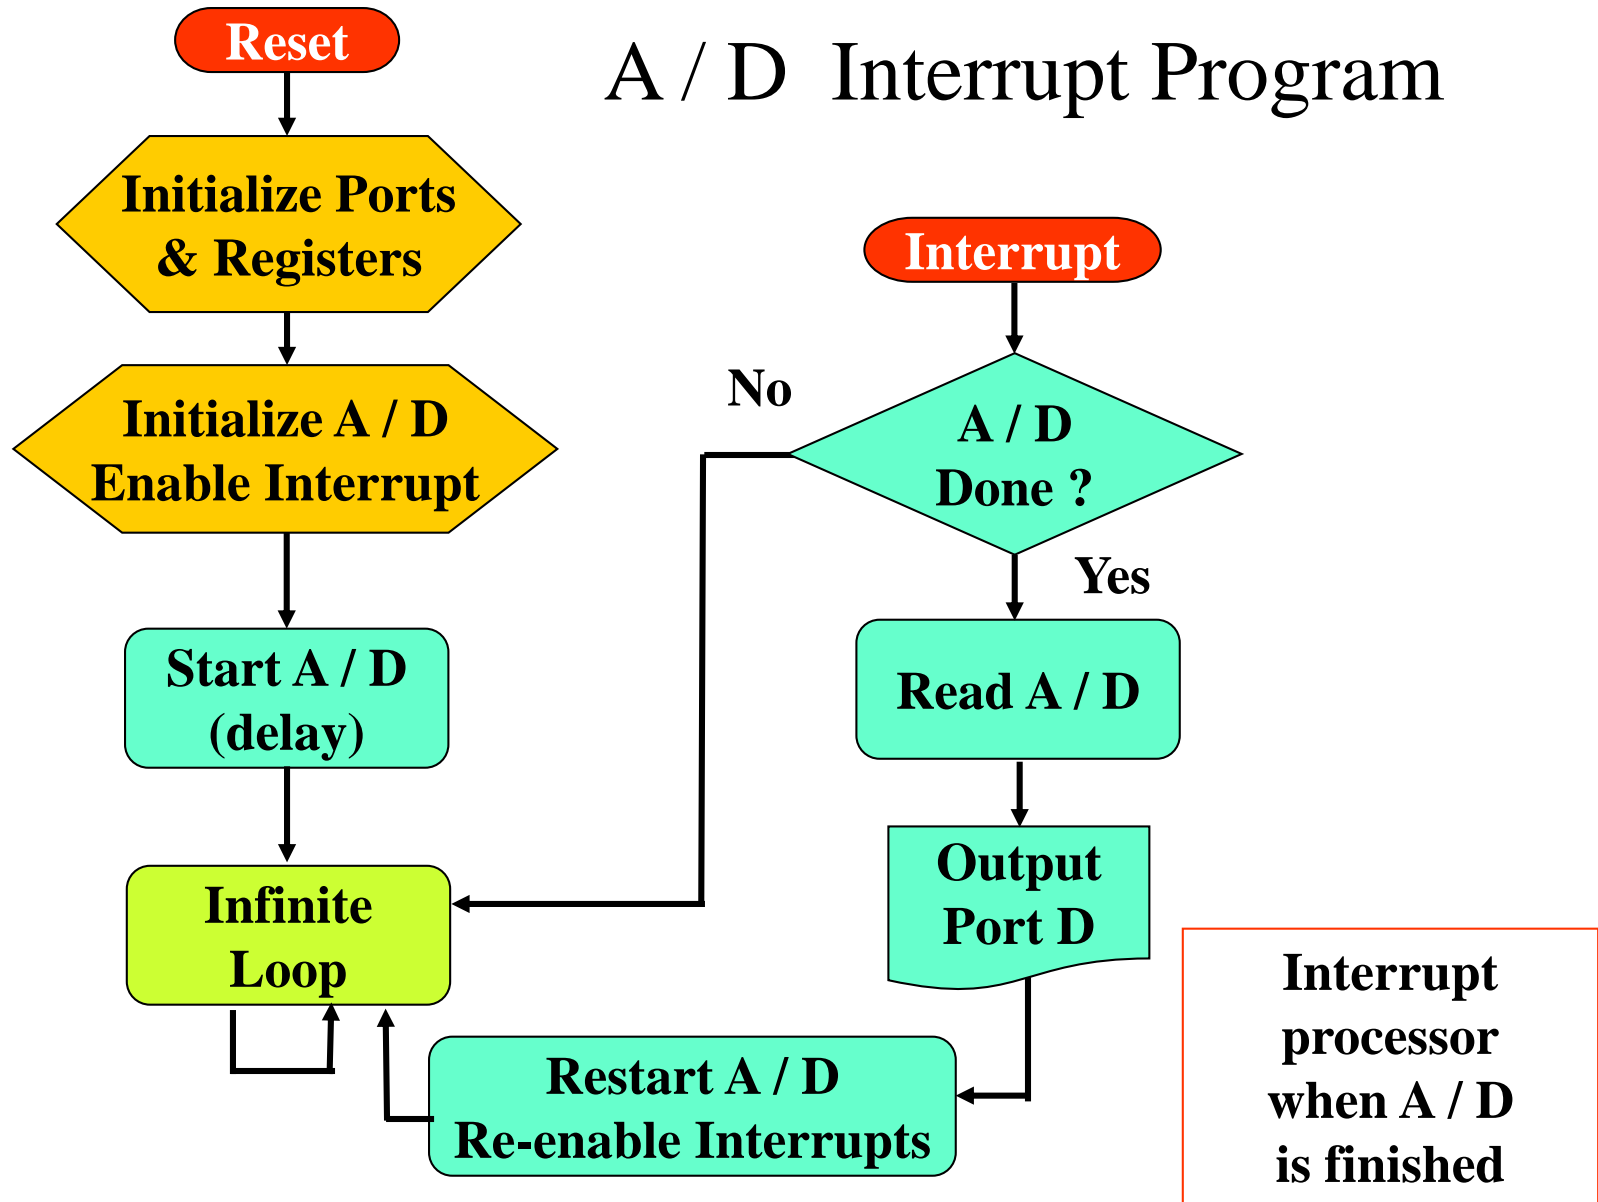 Reset
A / D Interrupt Program
Initialize Ports
& Registers
Initialize A / D
Enable Interrupt
Start A / D
(delay)
Infinite
Loop
Interrupt
No
A / D
Done ?
Yes
Read A / D
Output
Port D
Restart A / D
Re-enable Interrupts
Interrupt
processor
when A / D
is finished